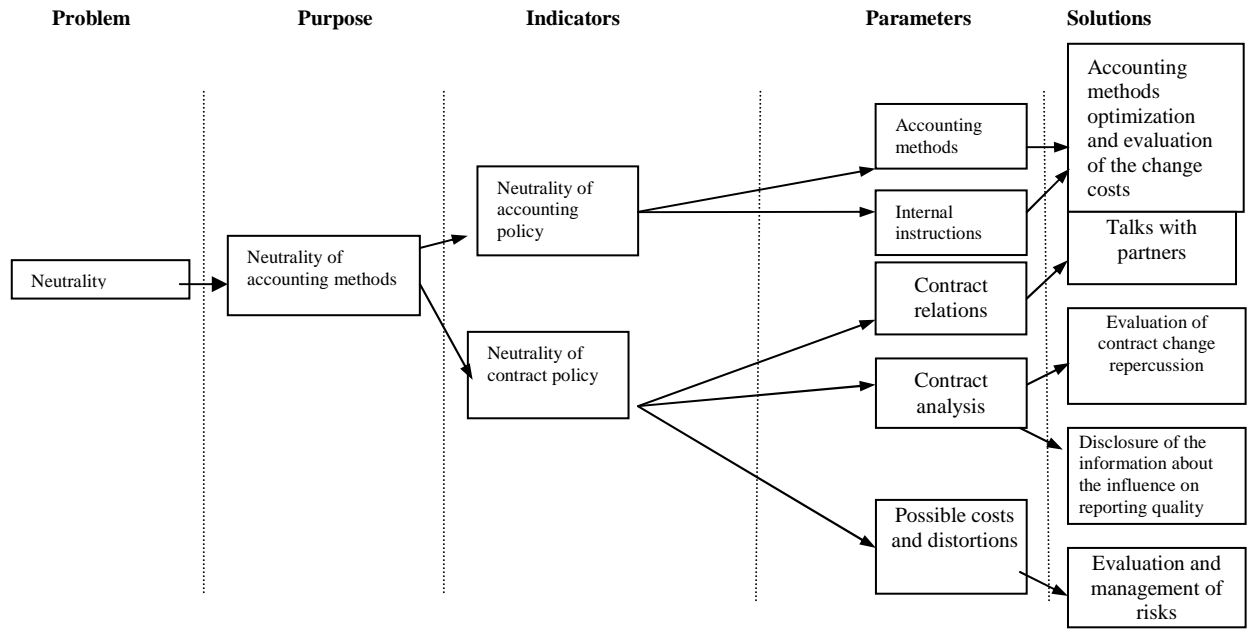 Problem
Purpose
Indicators
Parameters
Solutions
Neutrality
Neutrality of
accounting methods
Neutrality of
accounting
policy
Neutrality of
contract policy
Accounting
methods
Internal
instructions
Contract
relations
Contract
analysis
Possible costs
and distortions
Accounting
methods
optimization
and evaluation
of the change
costs
Talks with
partners
Evaluation of
contract change
repercussion
Disclosure of the
information about
the influence on
reporting quality
Evaluation and
management of
risks